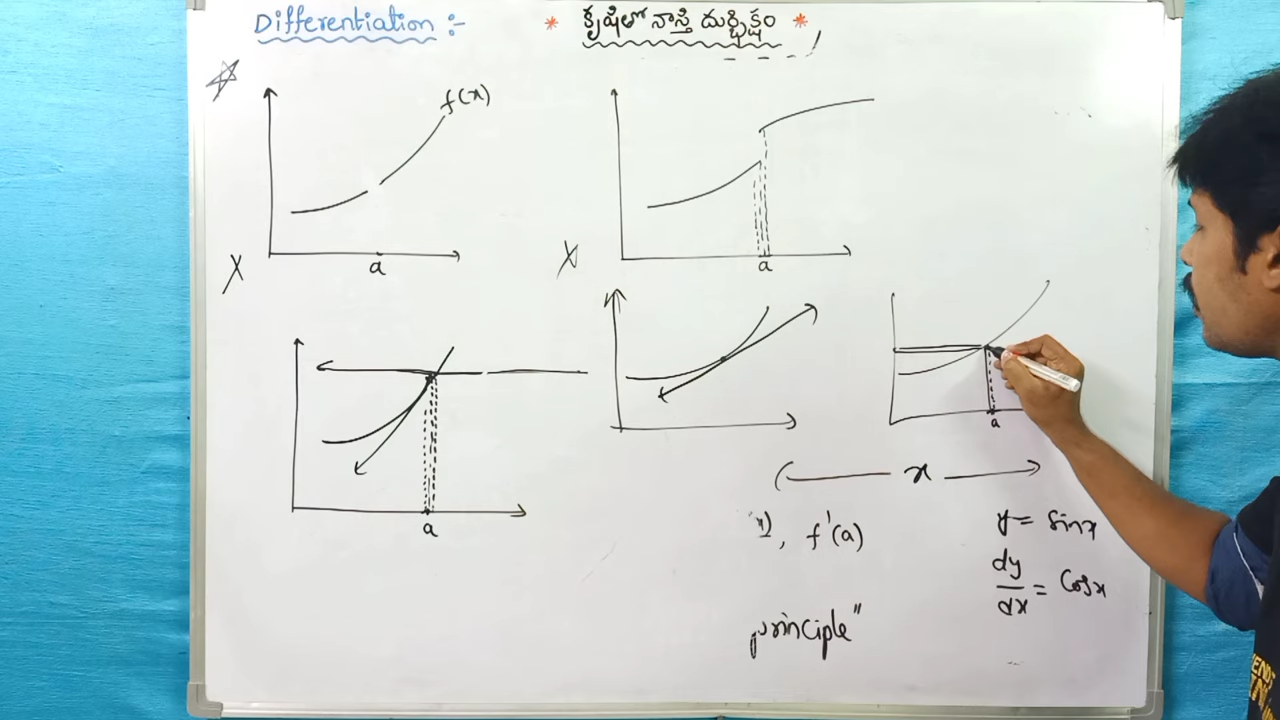 Differentiation :-
* కృషిలో నాస్తి దుర్భిక్షం *
f(x)
a
X
a
X
a
a
x
x), f'(a)
y = sinx
dy/dx = Cosx
principle"